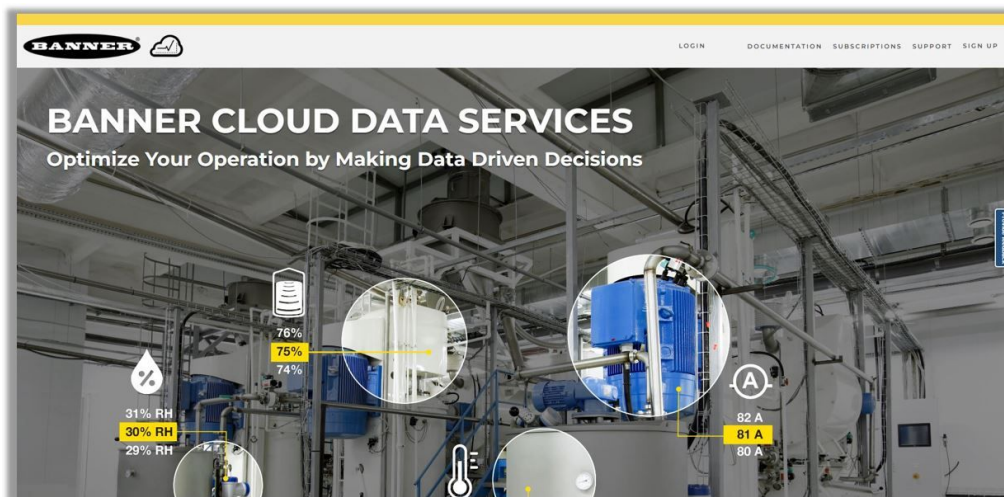 BANNER
LOGIN
DOCUMENTATION
SUBSCRIPTIONS
SUPPORT
SIGN UP
BANNER CLOUD DATA SERVICES
Optimize Your Operation by Making Data Driven Decisions
76%
75%
74%
%
31% RH
30% RH
29% RH
A
82 A
81 A
80 A